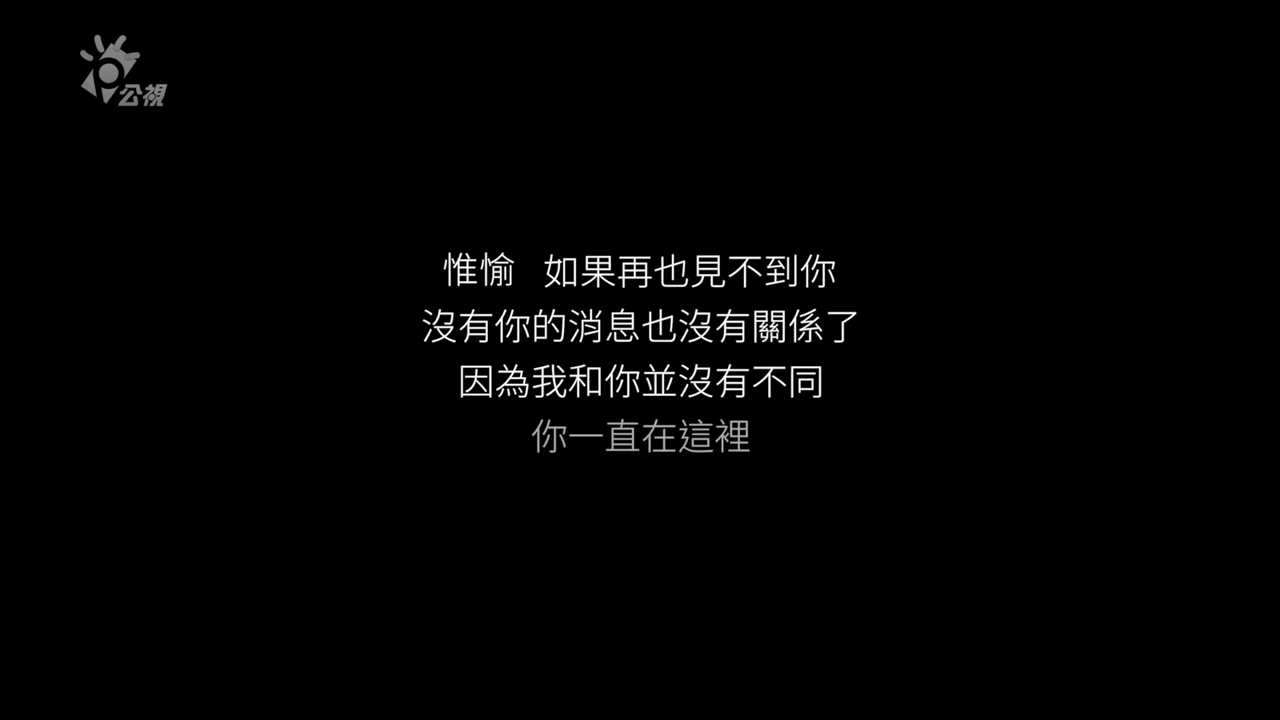 公視
惟愉 如果再也見不到你
沒有你的消息也沒有關係了
因為我和你並沒有不同
你一直在這裡